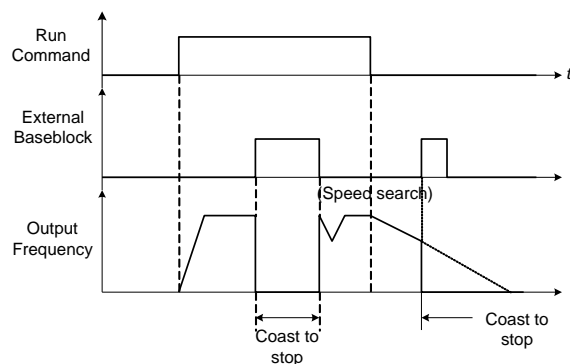 Run
Command
t
External
Baseblock
(Speed search)
Output
Frequency
Coast to
stop
Coast to
stop